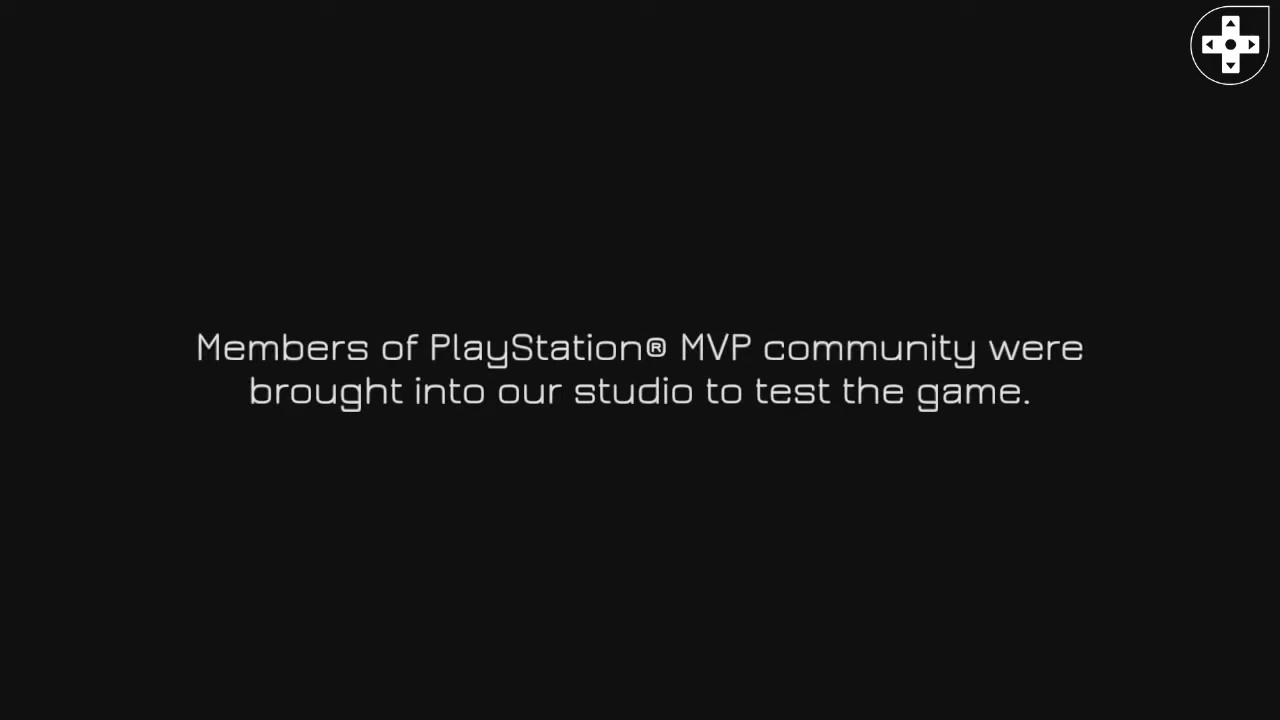 Members of PlayStation® MVP community were
brought into our studio to test the game.